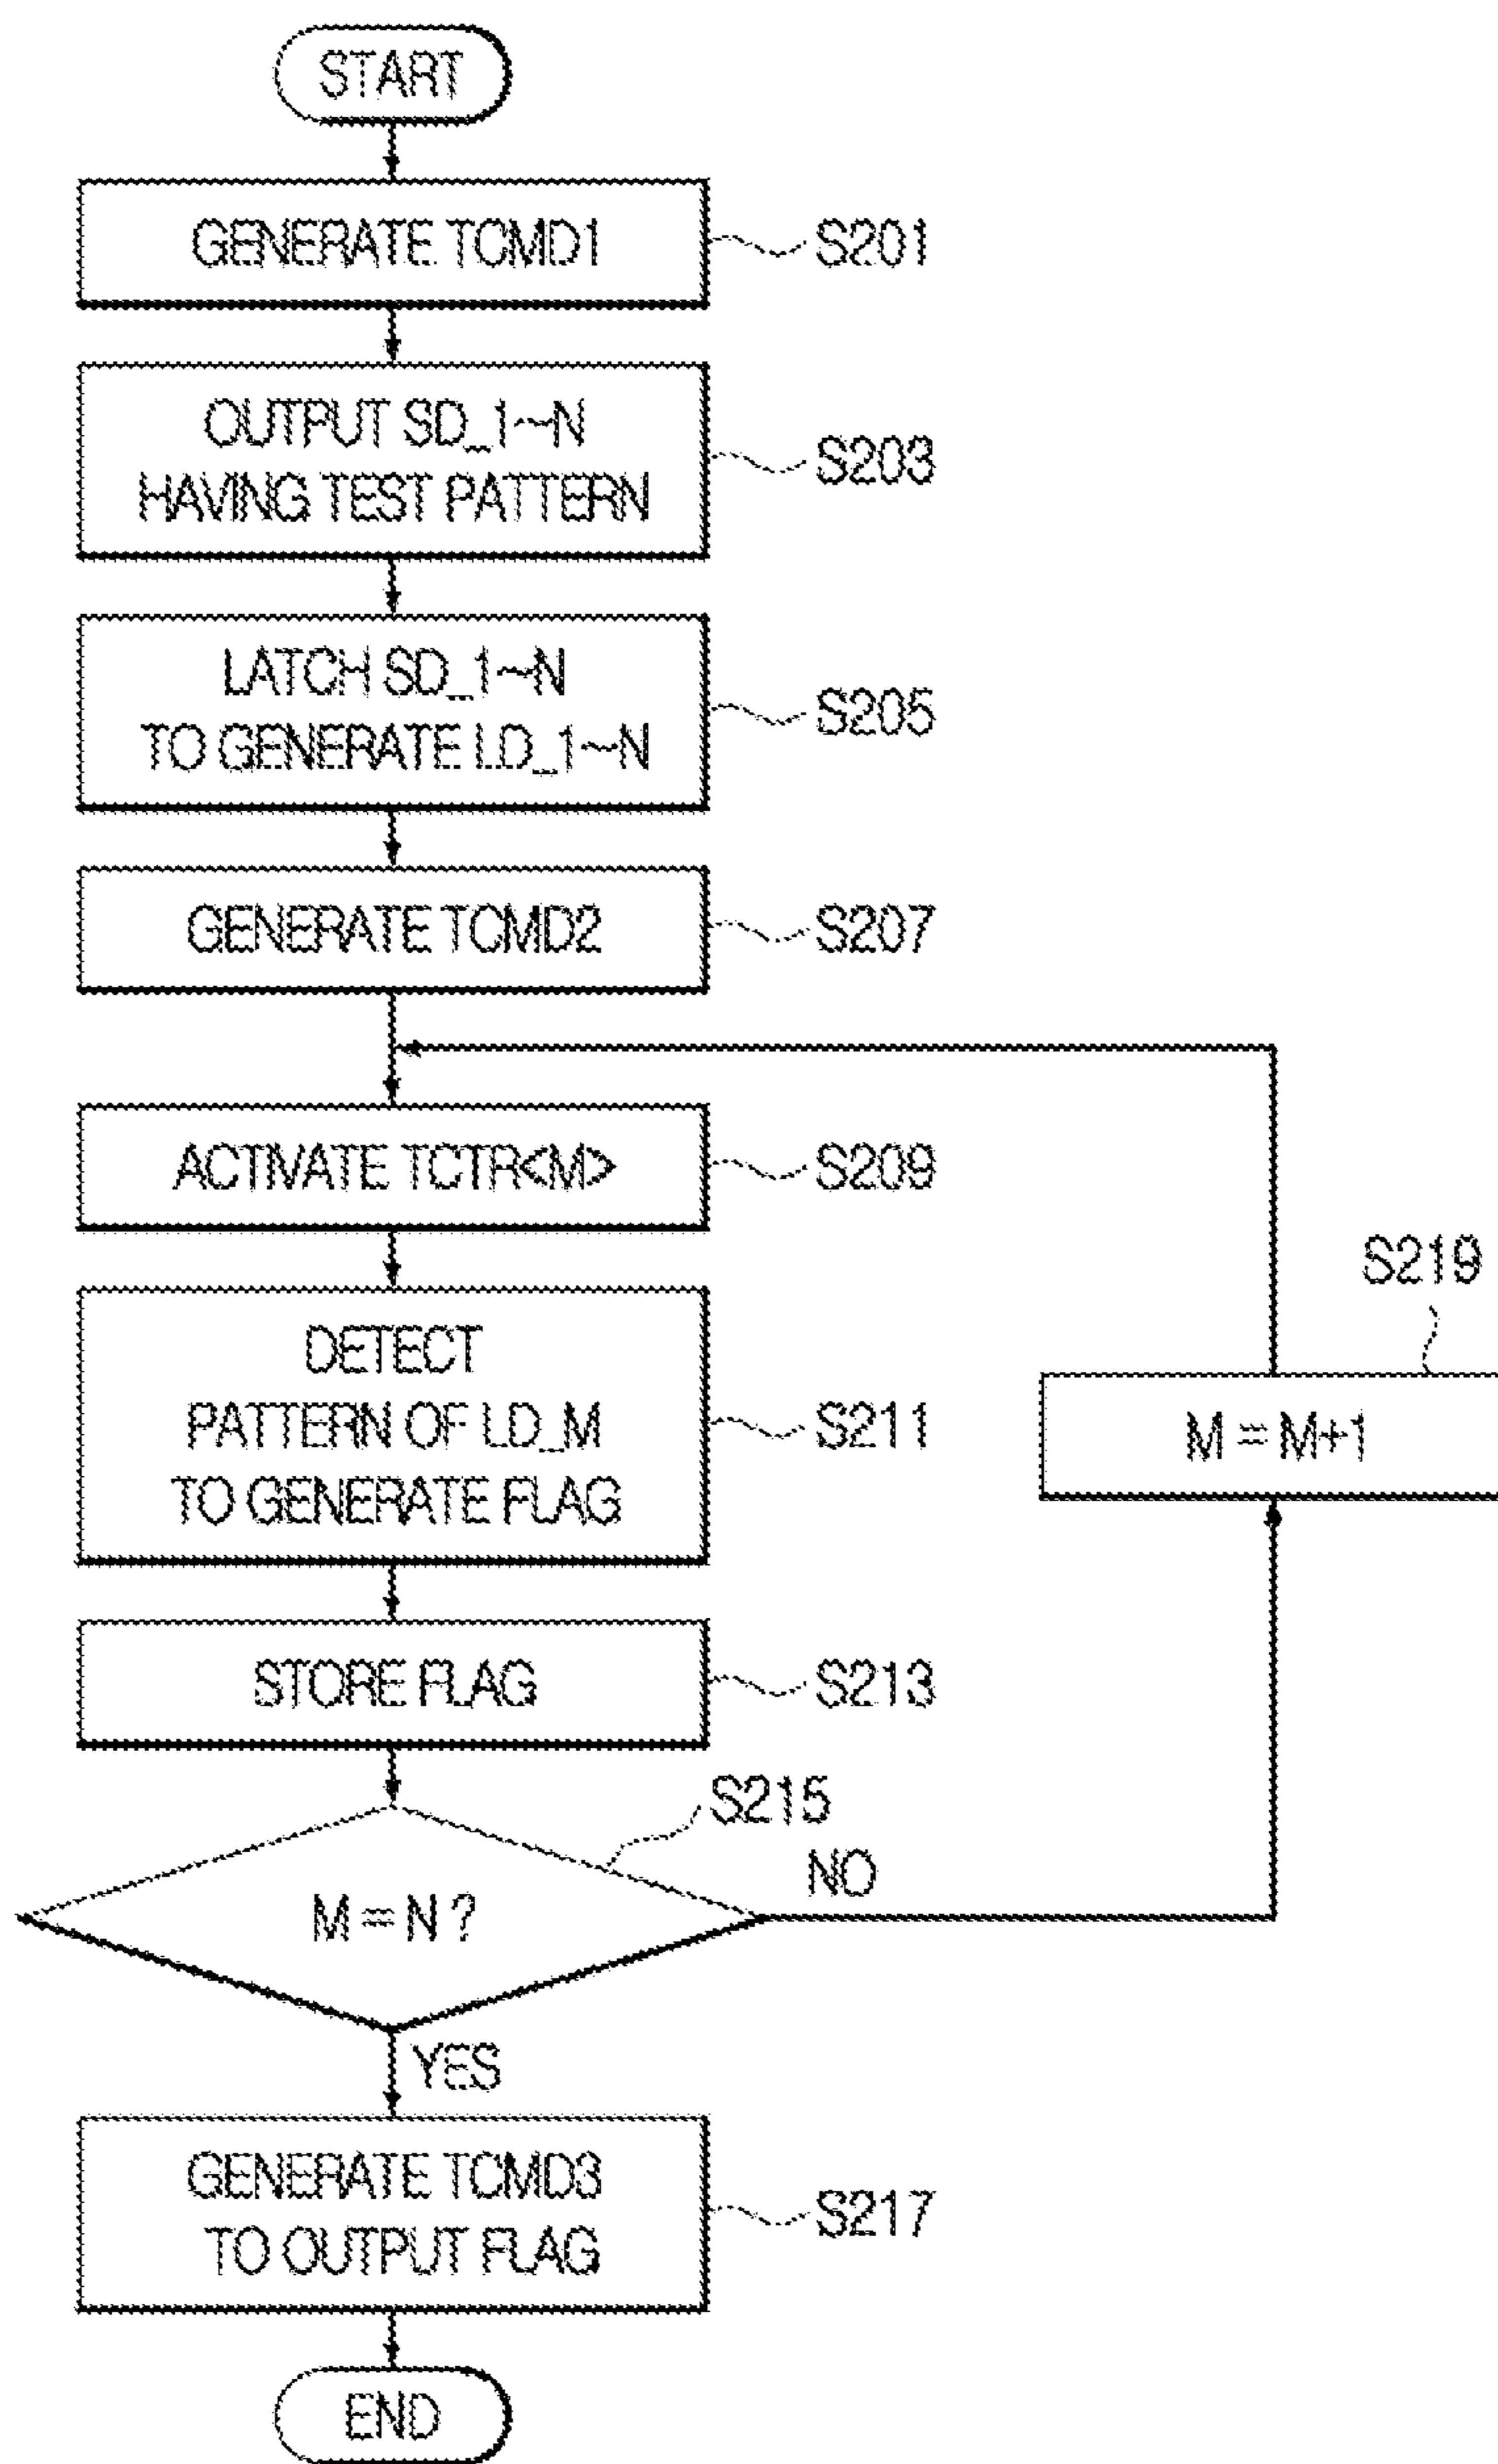 START
GENERATE TCMD1
S201
OUTPUT SD_1~N
HAVING TEST PATTERN
S203
LATCH SD_1~N
TO GENERATE LD_1~N
S205
GENERATE TCMD2
S207
ACTIVATE TCTR<M>
S209
DETECT
PATTERN OF LD_M
TO GENERATE FLAG
S211
S219
M = M+1
STORE FLAG
S213
S215
M = N ?
NO
YES
GENERATE TCMD3
TO OUTPUT FLAG
S217
END